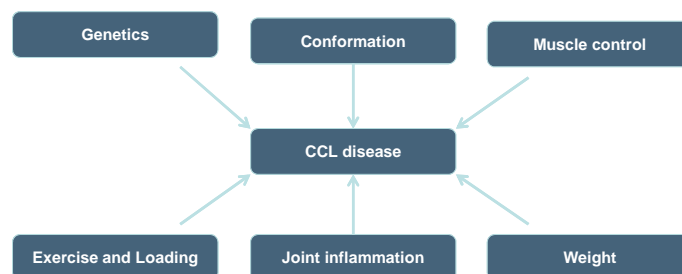 Genetics
Conformation
Muscle control
CCL disease
Exercise and Loading
Joint inflammation
Weight